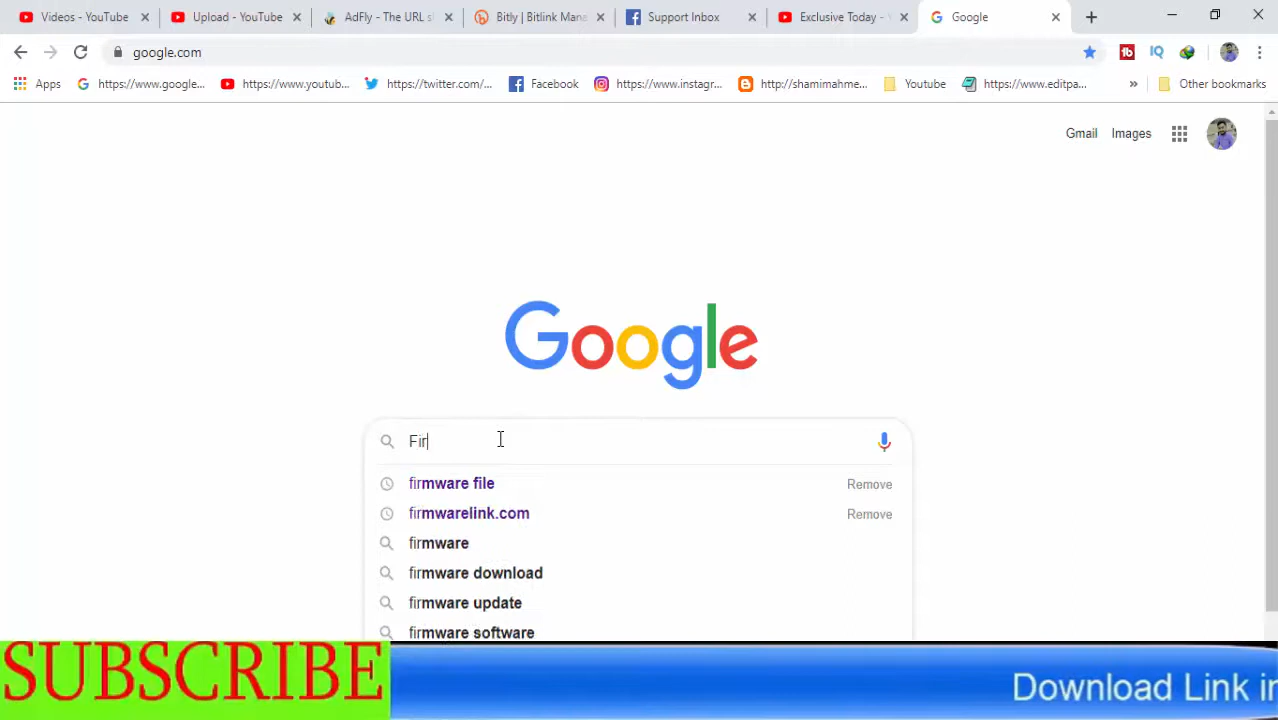 Videos - YouTube
Upload - YouTube
AdFly - The URL s
Bitly | Bitlink Mana
Support Inbox
Exclusive Today - 
Google
google.com
Apps
https://www.google...
https://www.youtub...
https://twitter.com/...
Facebook
https://www.instagr...
http://shamimahme...
Youtube
https://www.editpa...
»
Other bookmarks
Gmail
Images
Google
Fir
firmware file
Remove
firmwarelink.com
Remove
firmware
firmware download
firmware update
firmware software
SUBSCRIBE
Download Link in